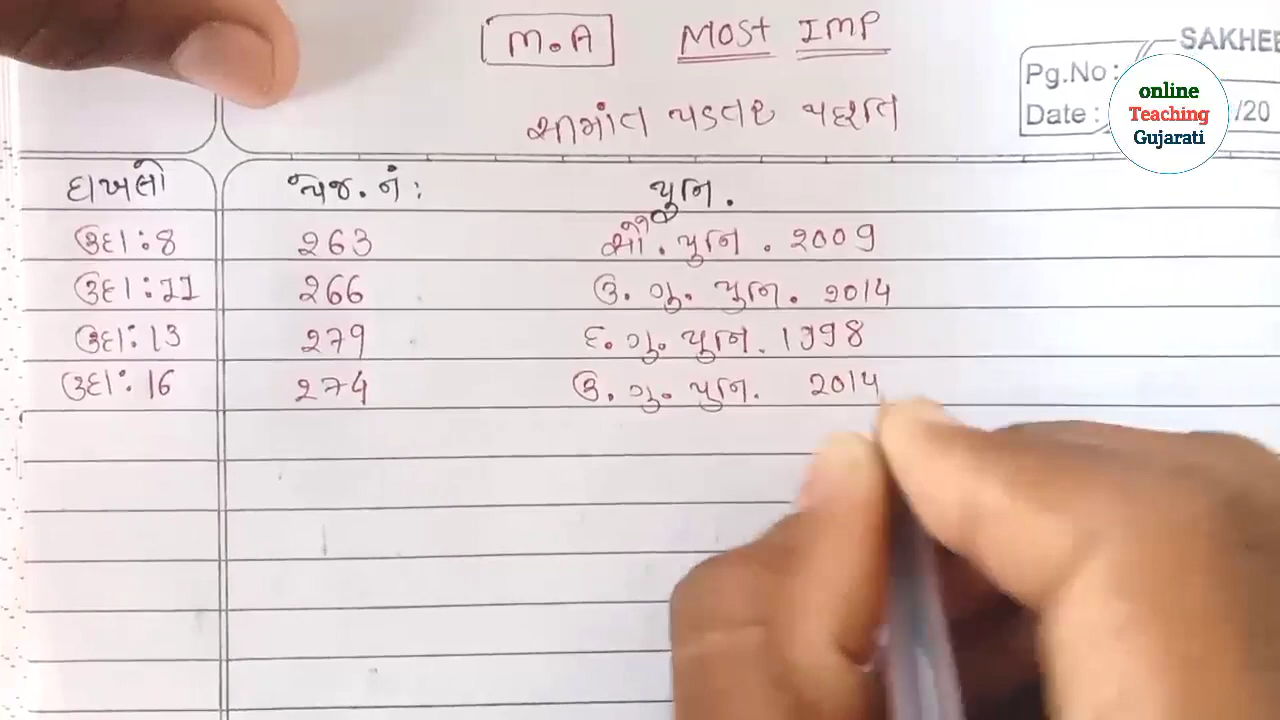 M.A MOST IMP
સીમાંત પડતર પદ્ધતિ
SAKHEE
Pg.No :
Date : /20
online
Teaching
Gujarati
દાખલો પેજ.નં: યુનિ.
ઉદા:8 263 સૌ. યુનિ. 2009
ઉદા:11 266 ઉ. ગુ. યુનિ. 2014
ઉદા:13 279 દ. ગુ. યુનિ. 1998
ઉદા:16 274 ઉ. ગુ. યુનિ. 2014